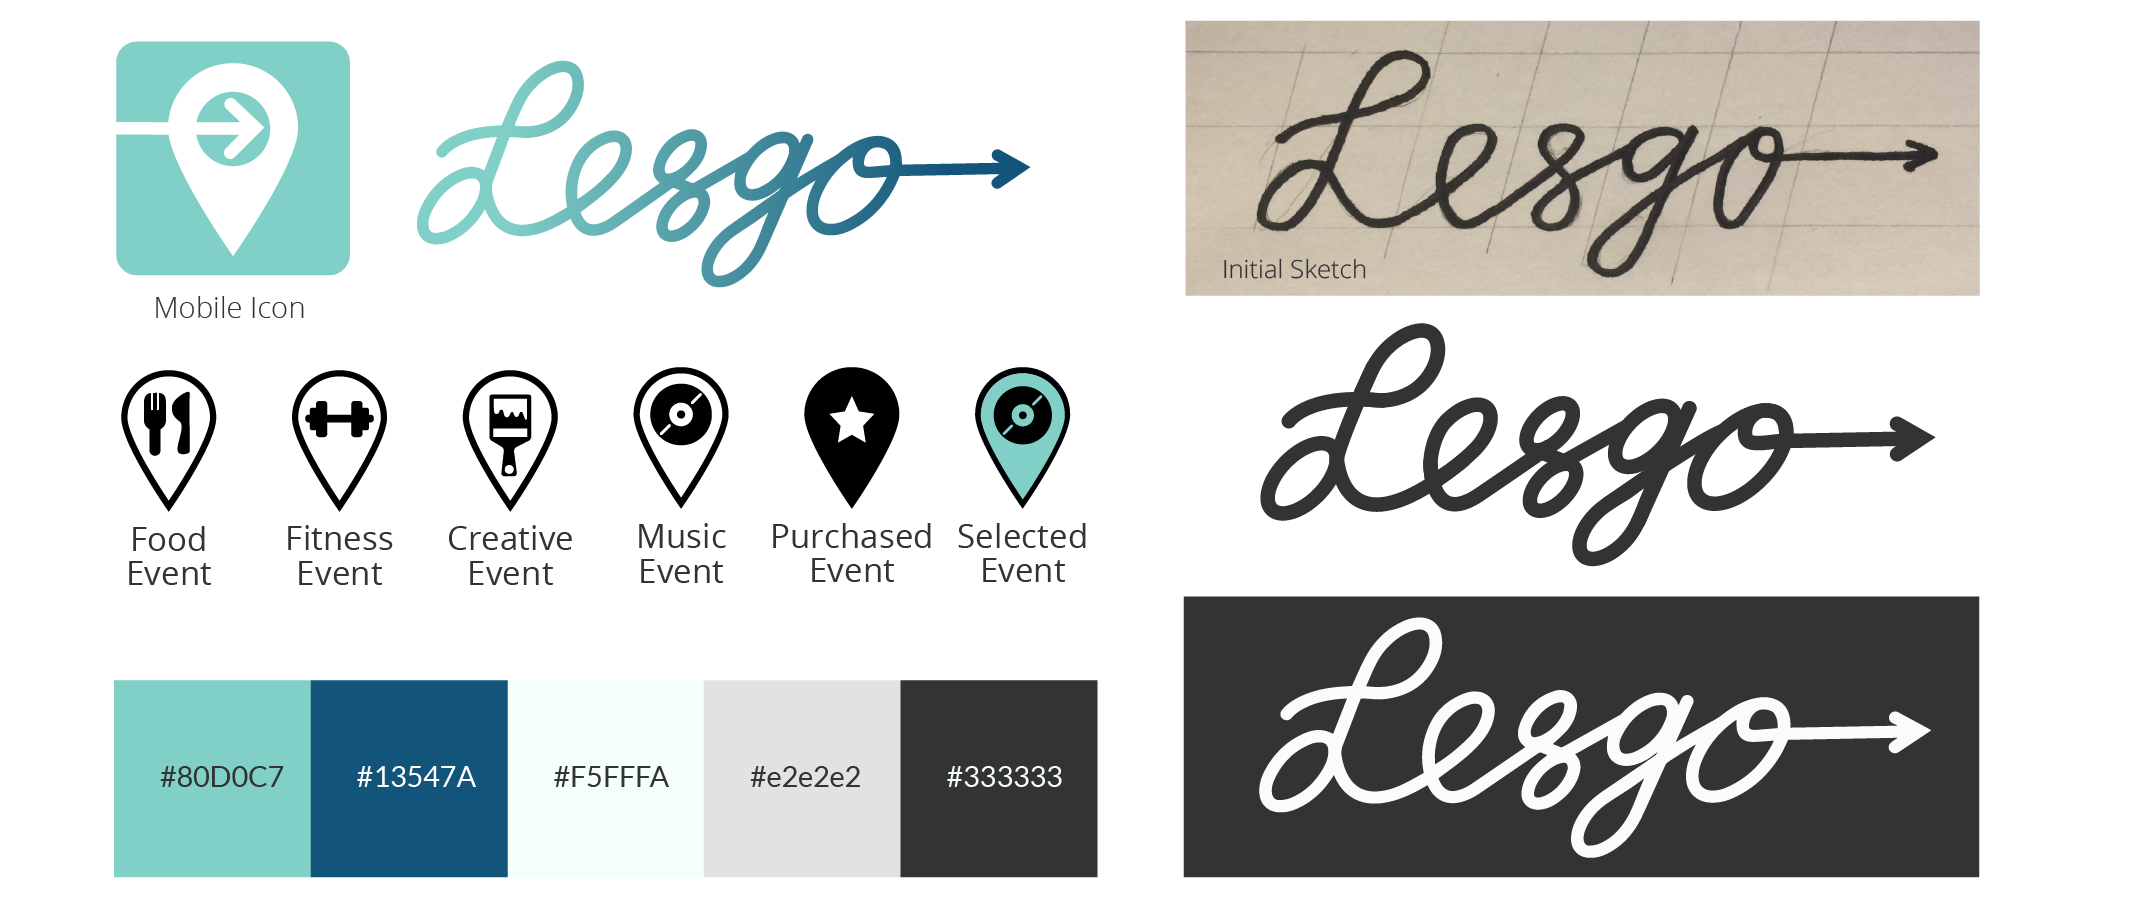 Lesgo
Mobile Icon
Food
Event
Fitness
Event
Creative
Event
Music
Event
Purchased
Event
Selected
Event
#80D0C7
#13547A
#F5FFFA
#e2e2e2
#333333
Lesgo
Initial Sketch
Lesgo
Lesgo